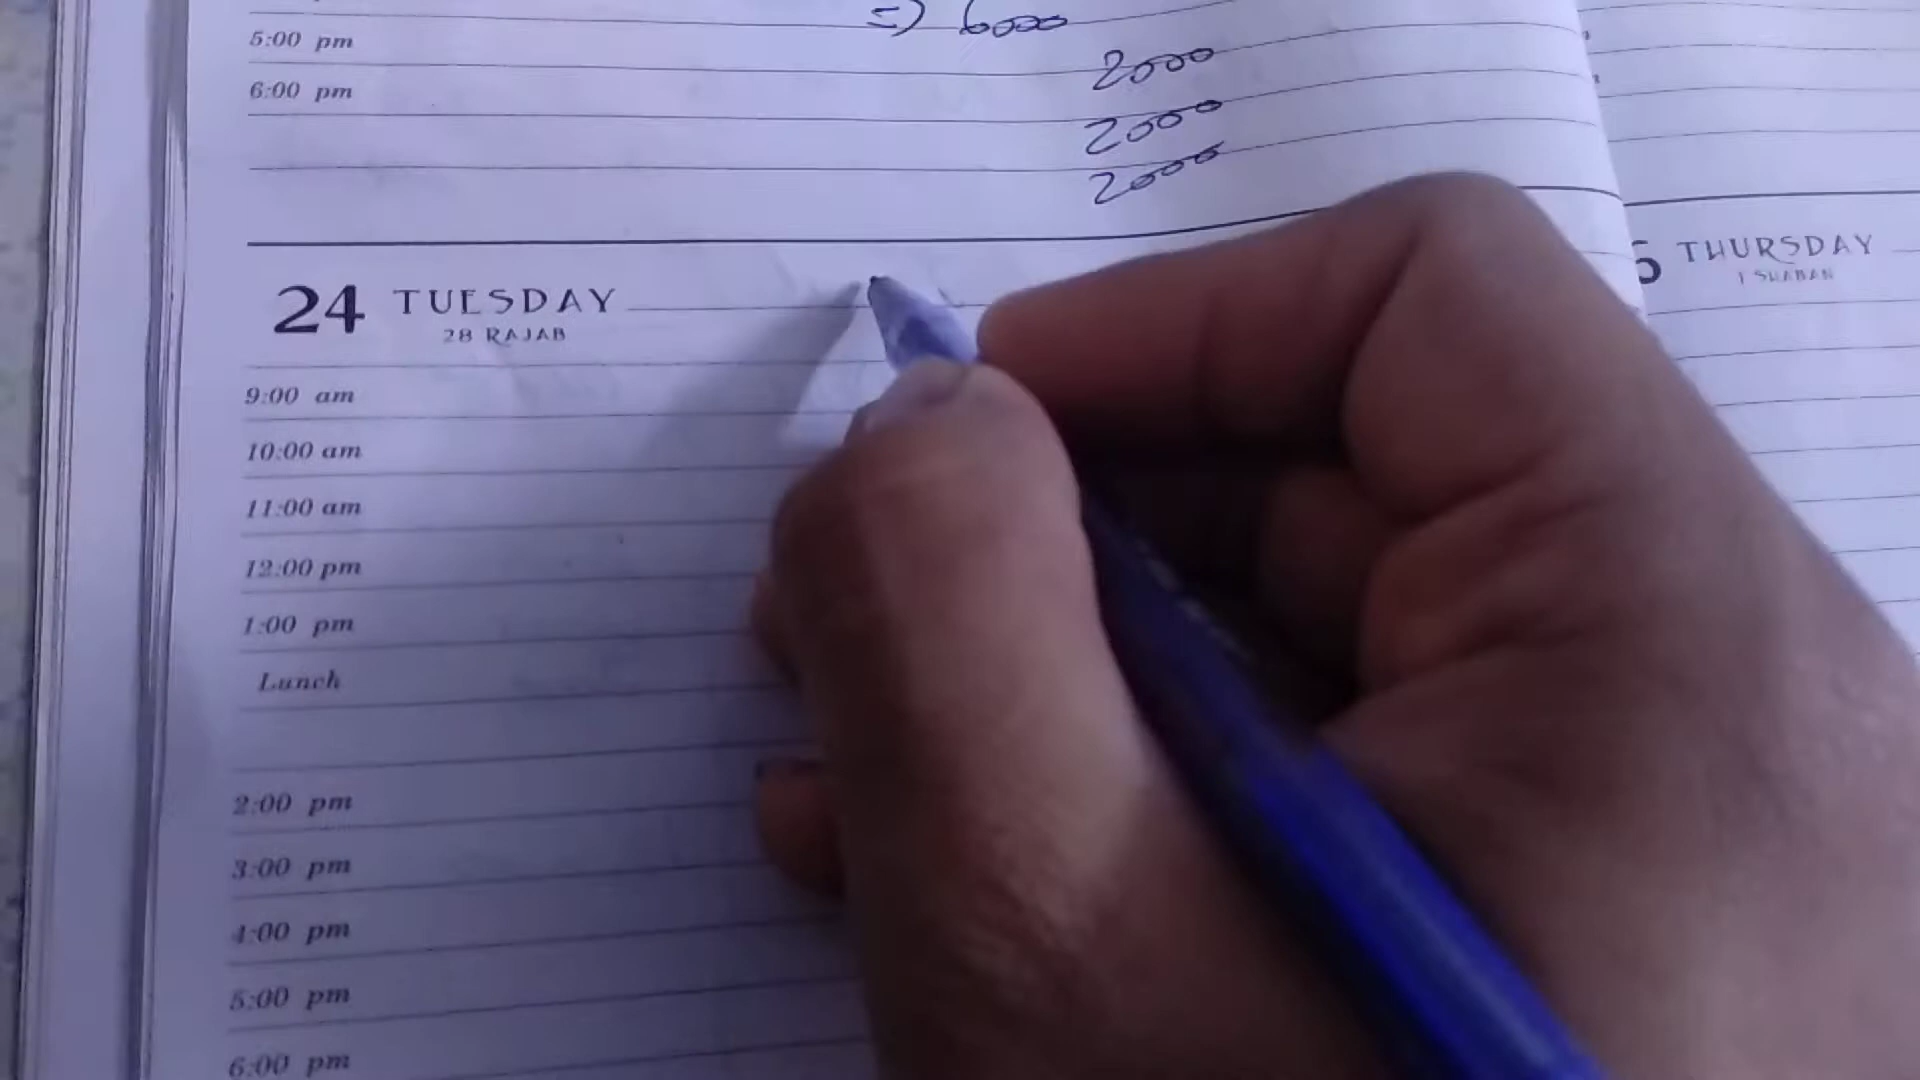 =) 6000
5:00 pm
2000
6:00 pm
2000
2000
24 TUESDAY
28 RAJAB
9:00 am
10:00 am
11:00 am
12:00 pm
1:00 pm
Lunch
2:00 pm
3:00 pm
4:00 pm
5:00 pm
6:00 pm
THURSDAY
1 SHABAN